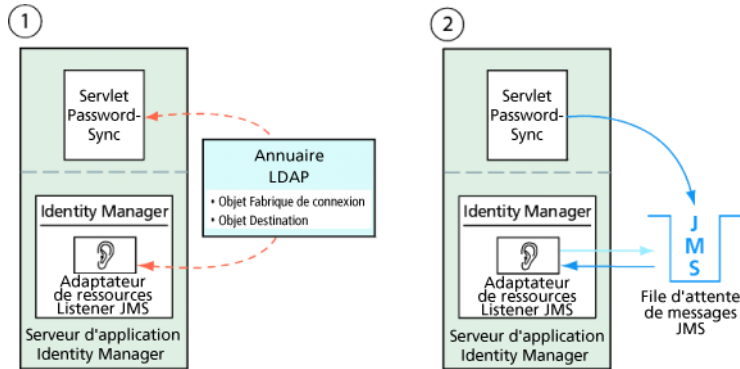 1
Servlet
Password-
Sync
Annuaire
LDAP
• Objet Fabrique de connexion
• Objet Destination
Identity Manager
Adaptateur
de ressources
Listener JMS
Serveur d'application
Identity Manager
2
Servlet
Password-
Sync
Identity Manager
Adaptateur
de ressources
Listener JMS
Serveur d'application
Identity Manager
J
M
S
File d'attente
de messages
JMS